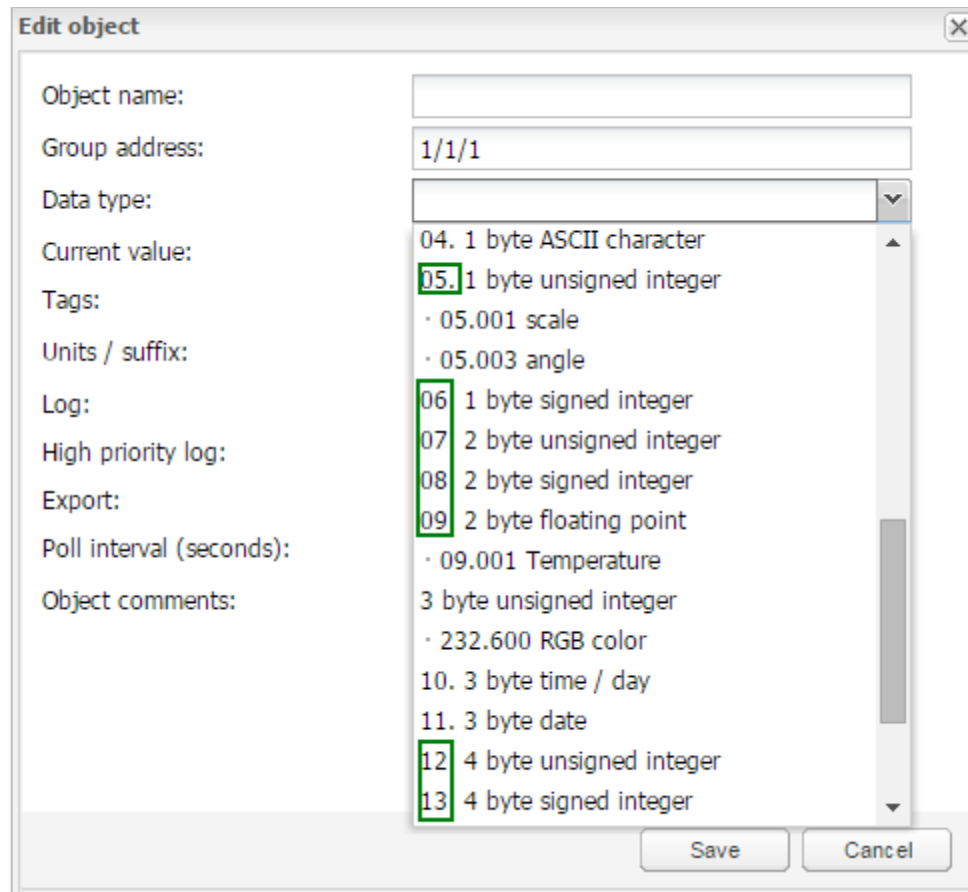 Edit object
Object name:
Group address: 1/1/1
Data type:
Current value:
Tags:
Units / suffix:
Log:
High priority log:
Export:
Poll interval (seconds):
Object comments:
04. 1 byte ASCII character
05. 1 byte unsigned integer
· 05.001 scale
· 05.003 angle
06 1 byte signed integer
07 2 byte unsigned integer
08 2 byte signed integer
09 2 byte floating point
· 09.001 Temperature
3 byte unsigned integer
· 232.600 RGB color
10. 3 byte time / day
11. 3 byte date
12 4 byte unsigned integer
13 4 byte signed integer
Save Cancel